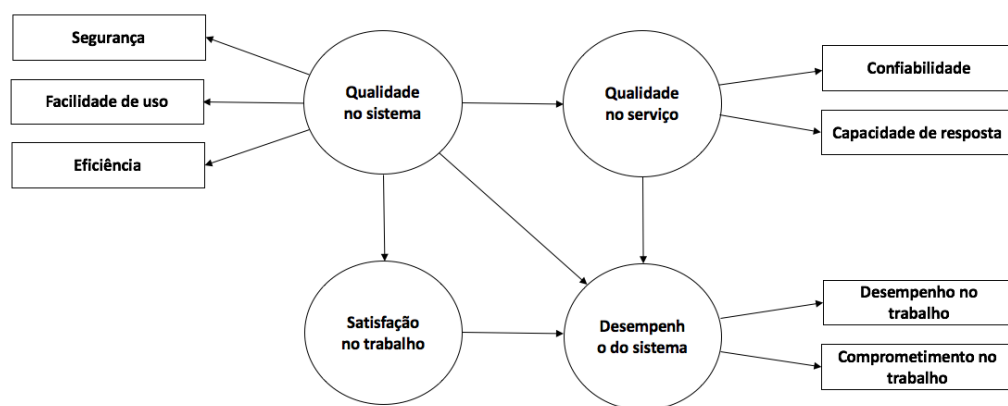 Segurança
Facilidade de uso
Eficiência
Qualidade
no sistema
Qualidade
no serviço
Confiabilidade
Capacidade de resposta
Satisfação
no trabalho
Desempenh
o do sistema
Desempenho no
trabalho
Comprometimento no
trabalho